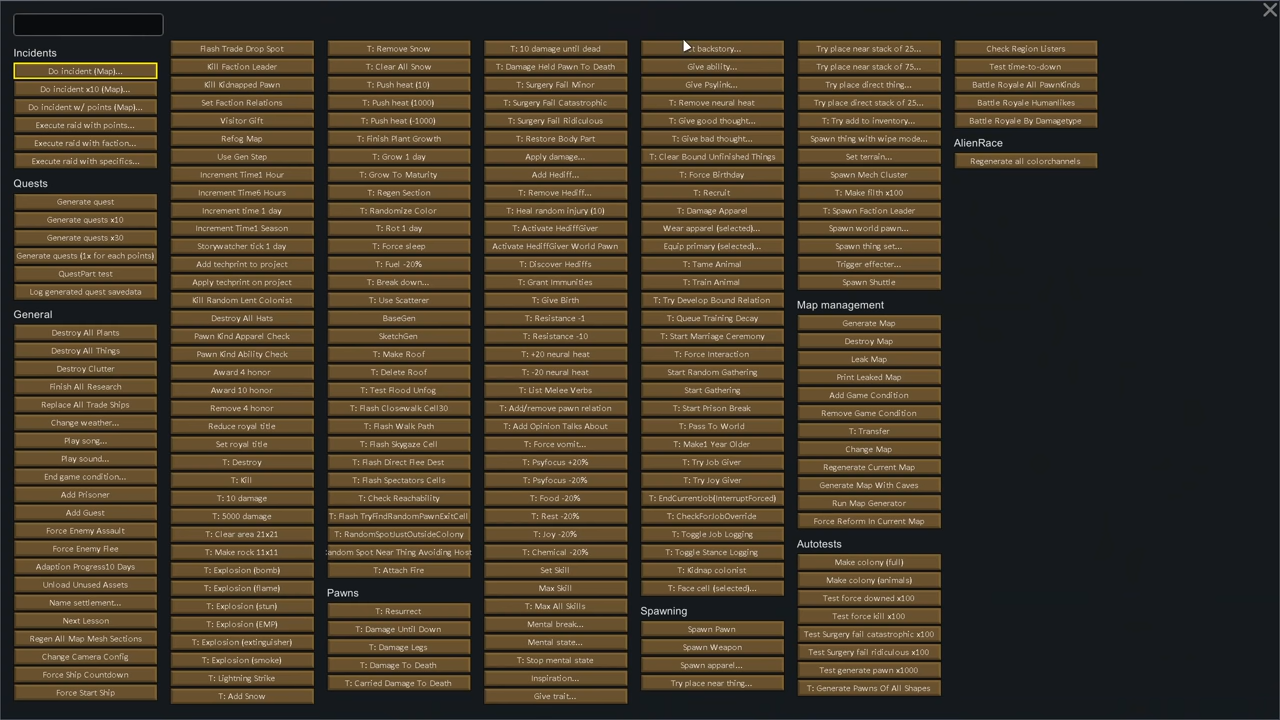 Incidents
Do incident (Map)...
Do incident x10 (Map)...
Do incident w/ points (Map)...
Execute raid with points...
Execute raid with faction...
Execute raid with specifics...
Quests
Generate quest
Generate quests x10
Generate quests x30
Generate quests (1x for each points)
QuestPart test
Log generated quest savedata
General
Destroy All Plants
Destroy All Things
Destroy Clutter
Finish All Research
Replace All Trade Ships
Change weather...
Play song...
Play sound...
End game condition...
Add Prisoner
Add Guest
Force Enemy Assault
Force Enemy Flee
Adaption Progress10 Days
Unload Unused Assets
Name settlement...
Next Lesson
Regen All Map Mesh Sections
Change Camera Config
Force Ship Countdown
Force Start Ship
Flash Trade Drop Spot
Kill Faction Leader
Kill Kidnapped Pawn
Set Faction Relations
Visitor Gift
Refog Map
Use Gen Step
Increment Time1 Hour
Increment Time6 Hours
Increment time 1 day
Increment Time1 Season
Storywatcher tick 1 day
Add techprint to project
Apply techprint on project
Kill Random Lent Colonist
Destroy All Hats
Pawn Kind Apparel Check
Pawn Kind Ability Check
Award 4 honor
Award 10 honor
Remove 4 honor
Reduce royal title
Set royal title
T: Destroy
T: Kill
T: 10 damage
T: 5000 damage
T: Clear area 21x21
T: Make rock 11x11
T: Explosion (bomb)
T: Explosion (flame)
T: Explosion (stun)
T: Explosion (EMP)
T: Explosion (extinguisher)
T: Explosion (smoke)
T: Lightning Strike
T: Add Snow
T: Remove Snow
T: Clear All Snow
T: Push heat (10)
T: Push heat (1000)
T: Push heat (-1000)
T: Finish Plant Growth
T: Grow 1 day
T: Grow To Maturity
T: Regen Section
T: Randomize Color
T: Rot 1 day
T: Force sleep
T: Fuel -20%
T: Break down...
T: Use Scatterer
BaseGen
SketchGen
T: Make Roof
T: Delete Roof
T: Test Flood Unfog
T: Flash Closewalk Cell30
T: Flash Walk Path
T: Flash Skygaze Cell
T: Flash Direct Flee Dest
T: Flash Spectators Cells
T: Check Reachability
T: Flash TryFindRandomPawnExitCell
T: RandomSpotJustOutsideColony
andom Spot Near Thing Avoiding Host
T: Attach Fire
Pawns
T: Resurrect
T: Damage Until Down
T: Damage Legs
T: Damage To Death
T: Carried Damage To Death
T: 10 damage until dead
T: Damage Held Pawn To Death
T: Surgery Fail Minor
T: Surgery Fail Catastrophic
T: Surgery Fail Ridiculous
T: Restore Body Part
Apply damage...
Add Hediff...
T: Remove Hediff...
T: Heal random injury (10)
T: Activate HediffGiver
Activate HediffGiver World Pawn
T: Discover Hediffs
T: Grant Immunities
T: Give Birth
T: Resistance -1
T: Resistance -10
T: +20 neural heat
T: -20 neural heat
T: List Melee Verbs
T: Add/remove pawn relation
T: Add Opinion Talks About
T: Force vomit...
T: Psyfocus +20%
T: Psyfocus -20%
T: Food -20%
T: Rest -20%
T: Joy -20%
T: Chemical -20%
Set Skill
Max Skill
T: Max All Skills
Mental break...
Mental state...
T: Stop mental state
Inspiration...
Give trait...
t backstory...
Give ability...
Give Psylink...
T: Remove neural heat
T: Give good thought...
T: Give bad thought...
T: Clear Bound Unfinished Things
T: Force Birthday
T: Recruit
T: Damage Apparel
Wear apparel (selected)...
Equip primary (selected)...
T: Tame Animal
T: Train Animal
T: Try Develop Bound Relation
T: Queue Training Decay
T: Start Marriage Ceremony
T: Force Interaction
Start Random Gathering
Start Gathering
T: Start Prison Break
T: Pass To World
T: Make1 Year Older
T: Try Job Giver
T: Try Joy Giver
T: EndCurrentJob(InterruptForced)
T: CheckForJobOverride
T: Toggle Job Logging
T: Toggle Stance Logging
T: Kidnap colonist
T: Face cell (selected)...
Spawning
Spawn Pawn
Spawn Weapon
Spawn apparel...
Try place near thing...
Try place near stack of 25...
Try place near stack of 75...
Try place direct thing...
Try place direct stack of 25...
T: Try add to inventory...
Spawn thing with wipe mode...
Set terrain...
Spawn Mech Cluster
T: Make filth x100
T: Spawn Faction Leader
Spawn world pawn...
Spawn thing set...
Trigger effecter...
Spawn Shuttle
Map management
Generate Map
Destroy Map
Leak Map
Print Leaked Map
Add Game Condition
Remove Game Condition
T: Transfer
Change Map
Regenerate Current Map
Generate Map With Caves
Run Map Generator
Force Reform In Current Map
Autotests
Make colony (full)
Make colony (animals)
Test force downed x100
Test force kill x100
Test Surgery fail catastrophic x100
Test Surgery fail ridiculous x100
Test generate pawn x1000
T: Generate Pawns Of All Shapes
Check Region Listers
Test time-to-down
Battle Royale All PawnKinds
Battle Royale Humanlikes
Battle Royale By Damagetype
AlienRace
Regenerate all colorchannels